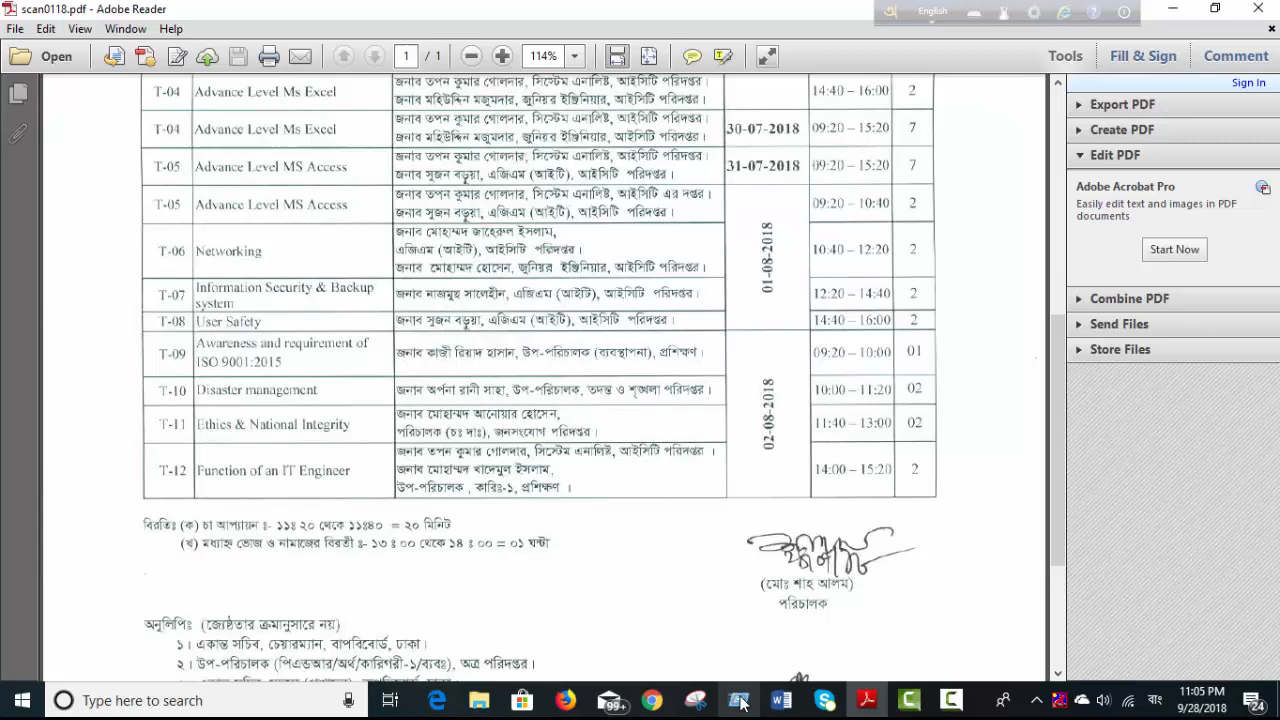 scan0118.pdf - Adobe Reader
English
File Edit View Window Help
Open 1 / 1 114% Tools Fill & Sign Comment
Sign In
Export PDF
Create PDF
Edit PDF
Adobe Acrobat Pro
Easily edit text and images in PDF documents
Start Now
Combine PDF
Send Files
Store Files
T-04 Advance Level Ms Excel জনাব তপন কুমার গোলদার, সিস্টেম এনালিষ্ট, আইসিটি পরিদপ্তর। 14:40 – 16:00 2
জনাব মহিউদ্দিন মজুমদার, জুনিয়র ইঞ্জিনিয়ার, আইসিটি পরিদপ্তর।
T-04 Advance Level Ms Excel জনাব তপন কুমার গোলদার, সিস্টেম এনালিষ্ট, আইসিটি পরিদপ্তর। 30-07-2018 09:20 – 15:20 7
জনাব মহিউদ্দিন মজুমদার, জুনিয়র ইঞ্জিনিয়ার, আইসিটি পরিদপ্তর।
T-05 Advance Level MS Access জনাব তপন কুমার গোলদার, সিস্টেম এনালিষ্ট, আইসিটি পরিদপ্তর। 31-07-2018 09:20 – 15:20 7
জনাব সুজন বড়ুয়া, এজিএম (আইটি), আইসিটি পরিদপ্তর।
T-05 Advance Level MS Access জনাব তপন কুমার গোলদার, সিস্টেম এনালিষ্ট, আইসিটি এর দপ্তর। 01-08-2018 09:20 – 10:40 2
জনাব সুজন বড়ুয়া, এজিএম (আইটি), আইসিটি পরিদপ্তর।
T-06 Networking জনাব মোহাম্মদ জাহেরুল ইসলাম, 10:40 – 12:20 2
এজিএম (আইটি), আইসিটি পরিদপ্তর।
জনাব মোহাম্মদ হোসেন, জুনিয়র ইঞ্জিনিয়ার, আইসিটি পরিদপ্তর।
T-07 Information Security & Backup system জনাব নাজমুছ সালেহীন, এজিএম (আইটি), আইসিটি পরিদপ্তর। 12:20 – 14:40 2
T-08 User Safety জনাব সুজন বড়ুয়া, এজিএম (আইটি), আইসিটি পরিদপ্তর। 14:40 – 16:00 2
T-09 Awareness and requirement of ISO 9001:2015 জনাব কাজী রিয়াদ হাসান, উপ-পরিচালক (ব্যবস্থাপনা), প্রশিক্ষণ। 02-08-2018 09:20 – 10:00 01
T-10 Disaster management জনাব অর্পনা রানী সাহা, উপ-পরিচালক, তদন্ত ও শৃঙ্খলা পরিদপ্তর। 10:00 – 11:20 02
T-11 Ethics & National Integrity জনাব মোহাম্মদ আনোয়ার হোসেন, 11:40 – 13:00 02
পরিচালক (চঃ দাঃ), জনসংযোগ পরিদপ্তর।
T-12 Function of an IT Engineer জনাব তপন কুমার গোলদার, সিস্টেম এনালিষ্ট, আইসিটি পরিদপ্তর। 14:00 – 15:20 2
জনাব মোহাম্মদ খাদেমুল ইসলাম,
উপ-পরিচালক , কারিঃ-১, প্রশিক্ষণ ।
বিরতিঃ (ক) চা আপ্যায়ন ঃ- ১১ঃ ২০ থেকে ১১ঃ৪০ = ২০ মিনিট
(খ) মধ্যাহ্ন ভোজ ও নামাজের বিরতী ঃ- ১৩ ঃ ০০ থেকে ১৪ ঃ ০০ = ০১ ঘন্টা
(মোঃ শাহ আলম)
পরিচালক
অনুলিপিঃ (জ্যেষ্ঠতার ক্রমানুসারে নয়)
১। একান্ত সচিব, চেয়ারম্যান, বাপবিবোর্ড, ঢাকা।
২। উপ-পরিচালক (পিএন্ডআর/অর্থ/কারিগরী-১/ব্যবঃ), অত্র পরিদপ্তর।
Type here to search 99+ বাং 11:05 PM
9/28/2018 24